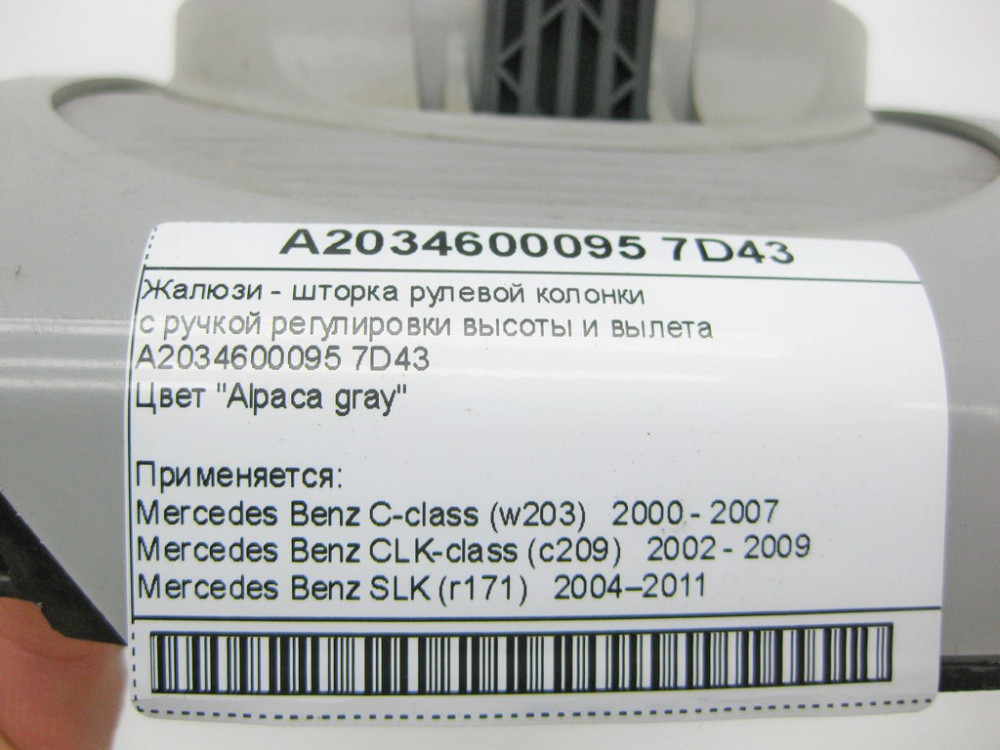 A2034600095 7D43
Жалюзи - шторка рулевой колонки
с ручкой регулировки высоты и вылета
A2034600095 7D43
Цвет "Alpaca gray"
Применяется:
Mercedes Benz C-class (w203) 2000 - 2007
Mercedes Benz CLK-class (c209) 2002 - 2009
Mercedes Benz SLK (r171) 2004–2011